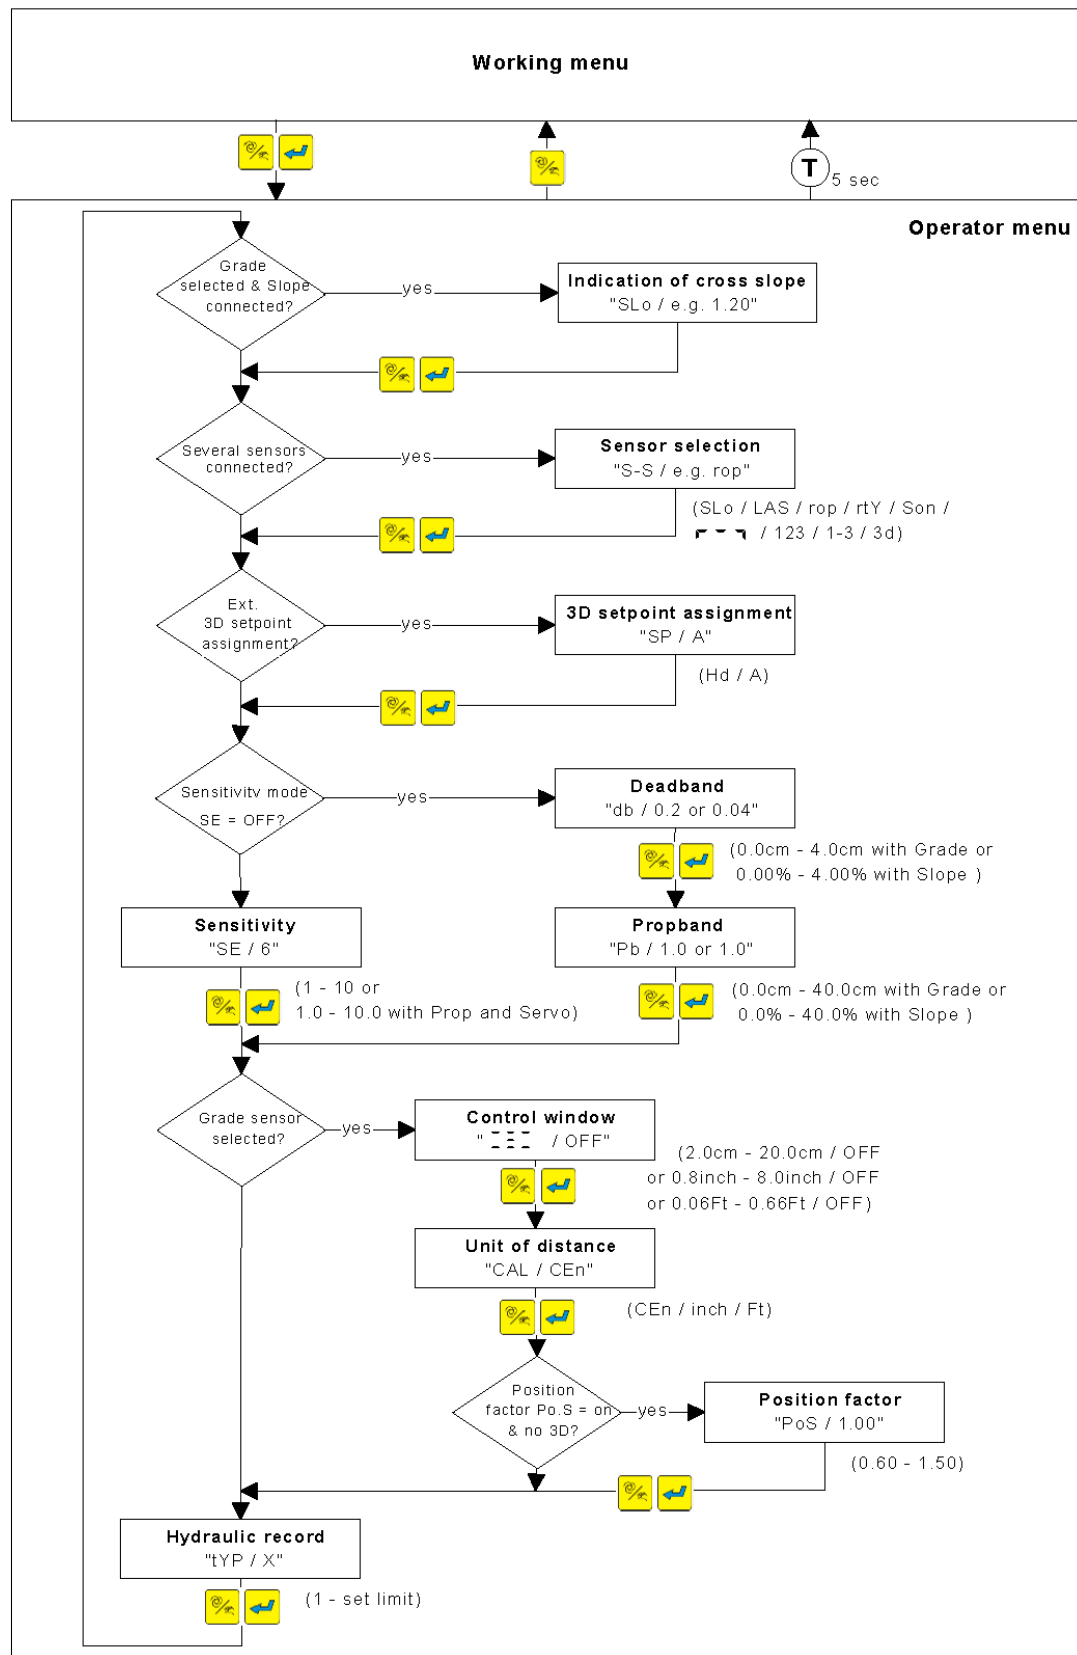 Working menu
T
5 sec
Operator menu
Grade
selected & Slope
connected?
yes
Indication of cross slope
"SLo / e.g. 1.20"
Several sensors
connected?
yes
Sensor selection
"S-S / e.g. rop"
(SLo / LAS / rop / rtY / Son /
/ 123 / 1-3 / 3d)
Ext.
3D setpoint
assignment?
yes
3D setpoint assignment
"SP / A"
(Hd / A)
Sensitivity mode
SE = OFF?
yes
Deadband
"db / 0.2 or 0.04"
(0.0cm - 4.0cm with Grade or
0.00% - 4.00% with Slope )
Sensitivity
"SE / 6"
Propband
"Pb / 1.0 or 1.0"
(1 - 10 or
1.0 - 10.0 with Prop and Servo)
(0.0cm - 40.0cm with Grade or
0.0% - 40.0% with Slope )
Grade sensor
selected?
yes
Control window
" / OFF"
(2.0cm - 20.0cm / OFF
or 0.8inch - 8.0inch / OFF
or 0.06Ft - 0.66Ft / OFF)
Unit of distance
"CAL / CEn"
(CEn / inch / Ft)
Position
factor Po.S = on
& no 3D?
yes
Position factor
"PoS / 1.00"
(0.60 - 1.50)
Hydraulic record
"tYP / X"
(1 - set limit)